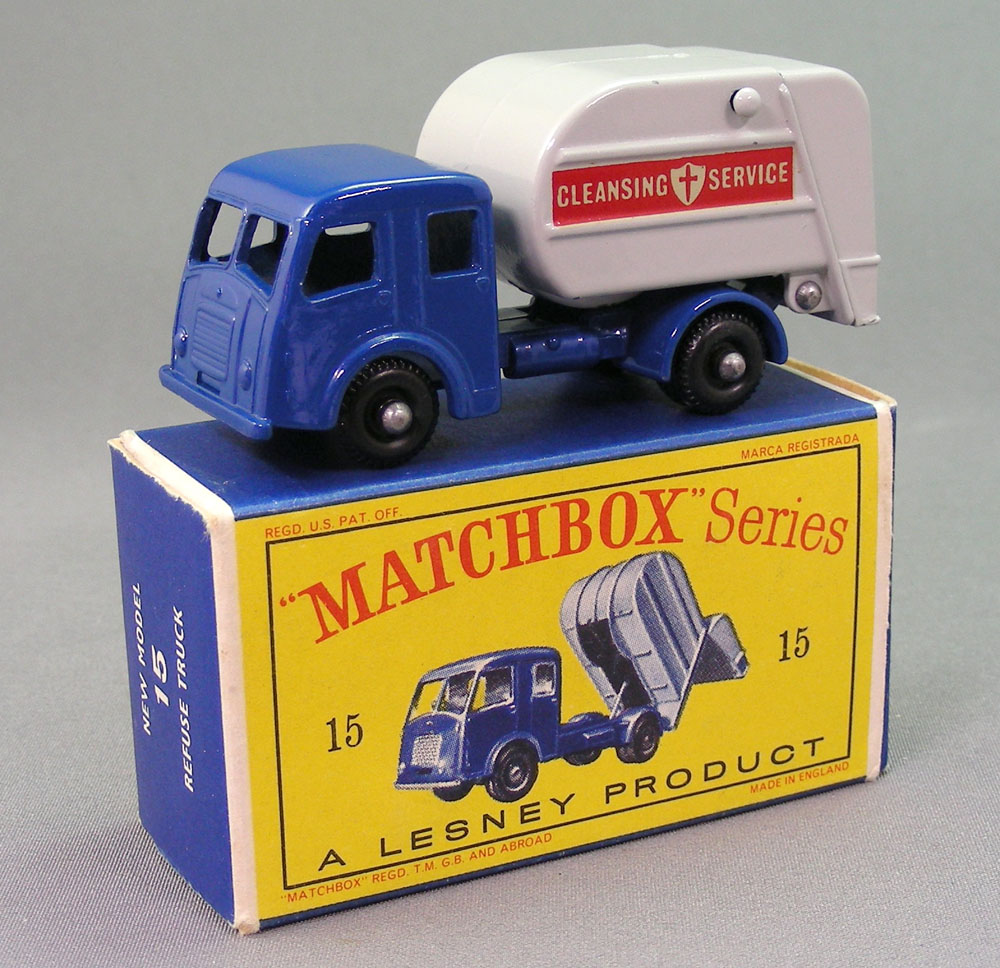 CLEANSING SERVICE
MARCA REGISTRADA
REGD. U.S. PAT. OFF.
"MATCHBOX" Series
15
15
A LESNEY PRODUCT
MADE IN ENGLAND
"MATCHBOX" REGD. T.M. G.B. AND ABROAD
NEW MODEL
15
REFUSE TRUCK